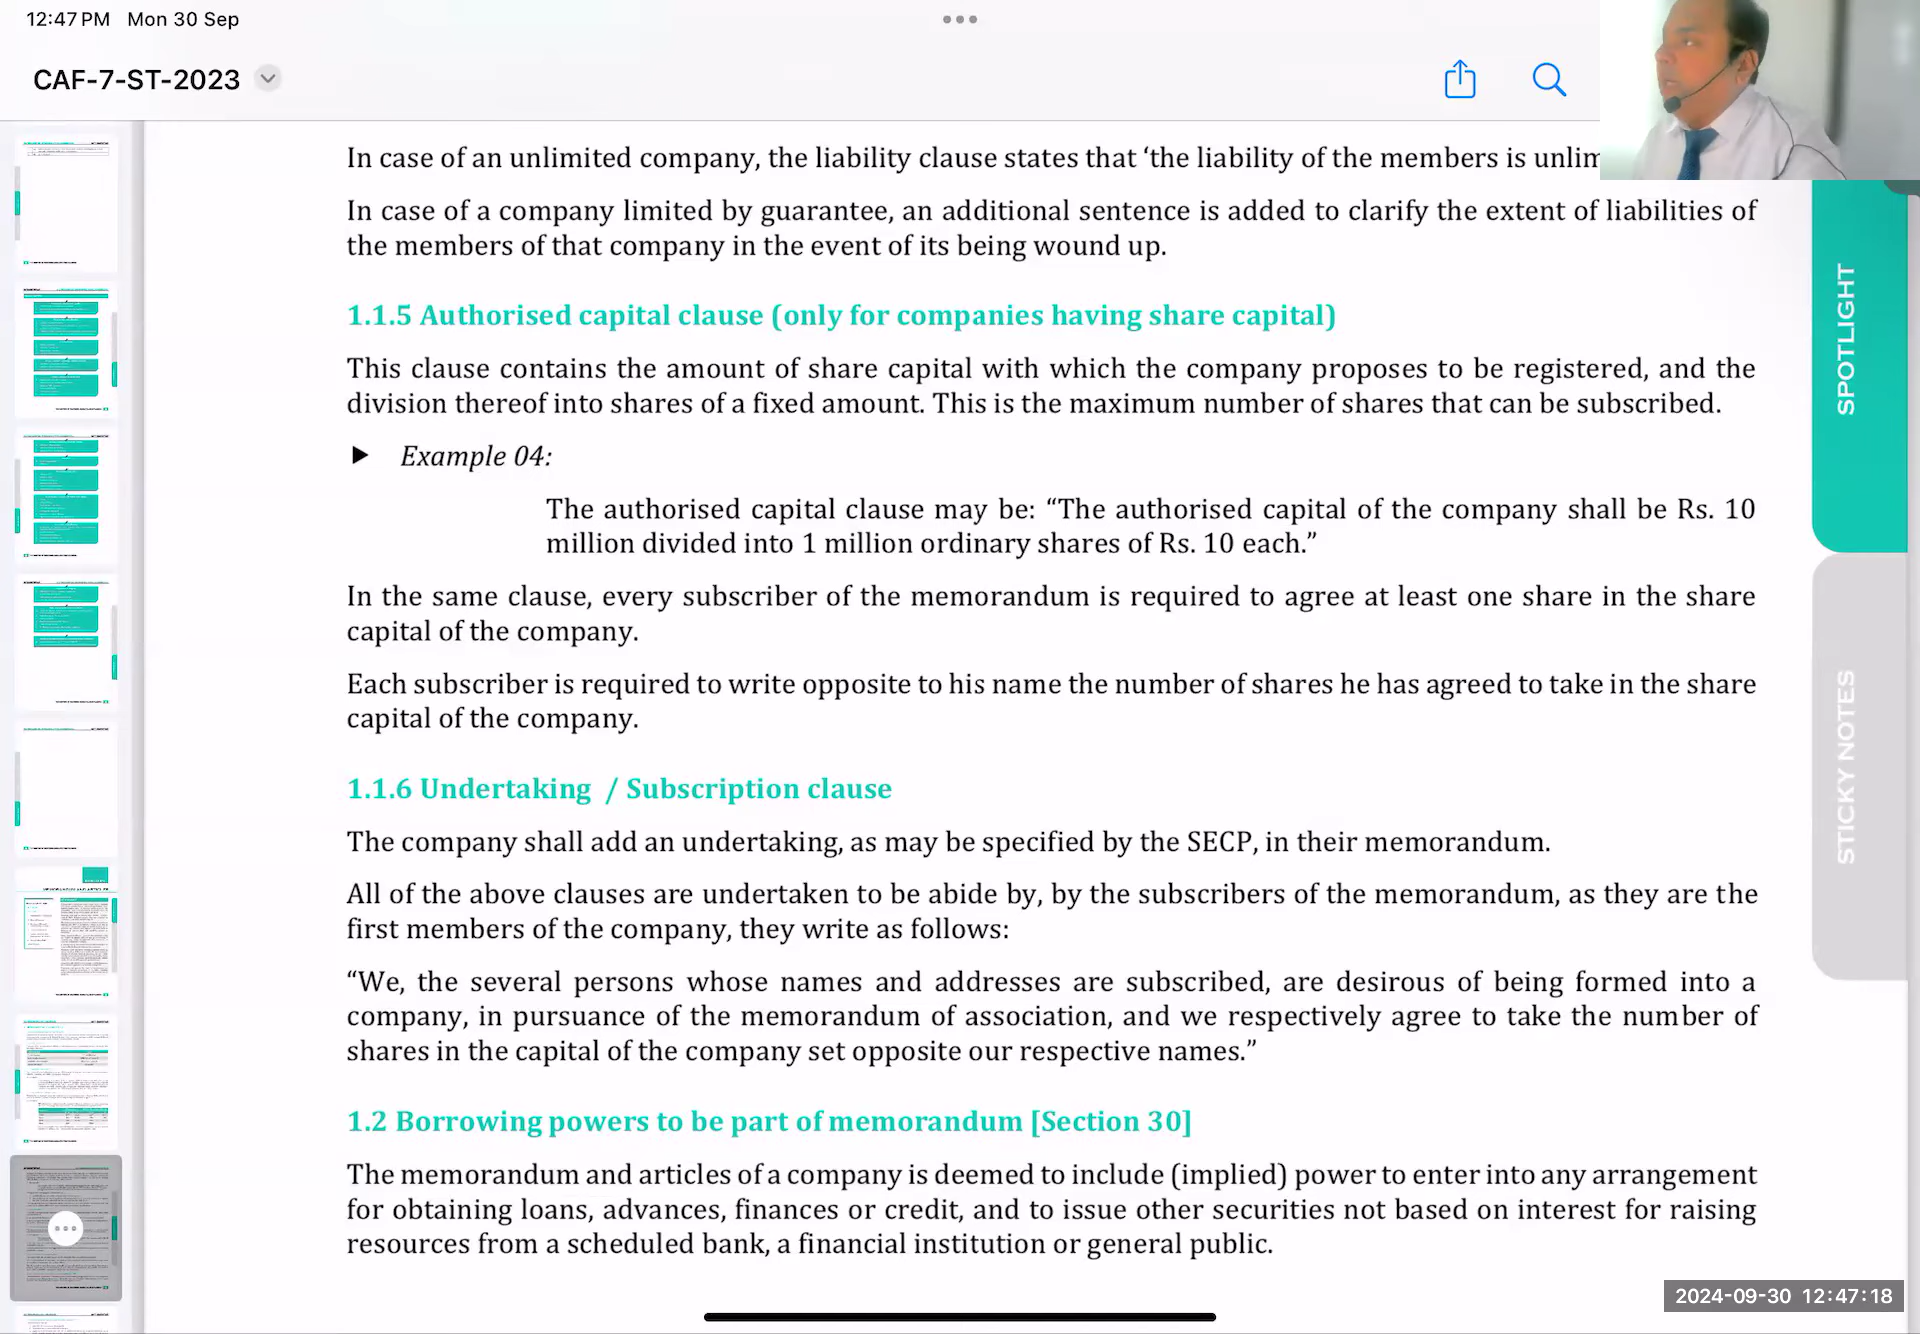 12:47 PM Mon 30 Sep
CAF-7-ST-2023
In case of an unlimited company, the liability clause states that ‘the liability of the members is unlim
In case of a company limited by guarantee, an additional sentence is added to clarify the extent of liabilities of
the members of that company in the event of its being wound up.
1.1.5 Authorised capital clause (only for companies having share capital)
This clause contains the amount of share capital with which the company proposes to be registered, and the
division thereof into shares of a fixed amount. This is the maximum number of shares that can be subscribed.
Example 04:
The authorised capital clause may be: “The authorised capital of the company shall be Rs. 10
million divided into 1 million ordinary shares of Rs. 10 each.”
In the same clause, every subscriber of the memorandum is required to agree at least one share in the share
capital of the company.
Each subscriber is required to write opposite to his name the number of shares he has agreed to take in the share
capital of the company.
1.1.6 Undertaking / Subscription clause
The company shall add an undertaking, as may be specified by the SECP, in their memorandum.
All of the above clauses are undertaken to be abide by, by the subscribers of the memorandum, as they are the
first members of the company, they write as follows:
“We, the several persons whose names and addresses are subscribed, are desirous of being formed into a
company, in pursuance of the memorandum of association, and we respectively agree to take the number of
shares in the capital of the company set opposite our respective names.”
1.2 Borrowing powers to be part of memorandum [Section 30]
The memorandum and articles of a company is deemed to include (implied) power to enter into any arrangement
for obtaining loans, advances, finances or credit, and to issue other securities not based on interest for raising
resources from a scheduled bank, a financial institution or general public.
SPOTLIGHT
STICKY NOTES
2024-09-30 12:47:18